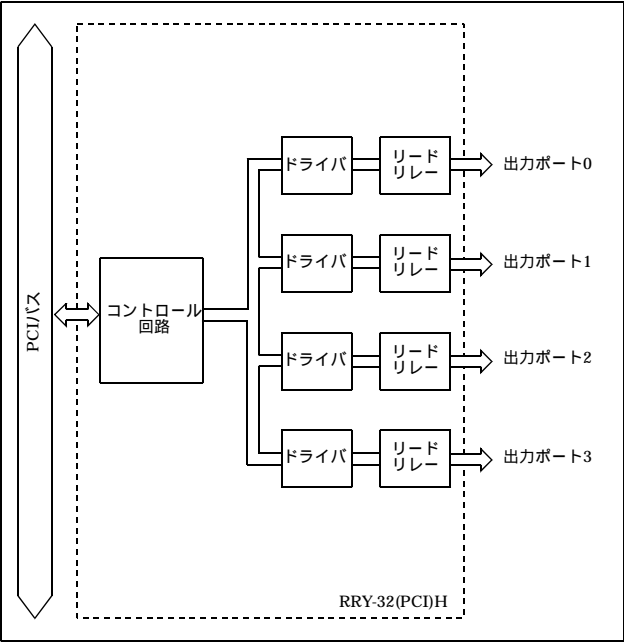 PCIバス
コントロール
回路
ドライバ
リード
リレー
出力ポート0
ドライバ
リード
リレー
出力ポート1
ドライバ
リード
リレー
出力ポート2
ドライバ
リード
リレー
出力ポート3
RRY-32(PCI)H